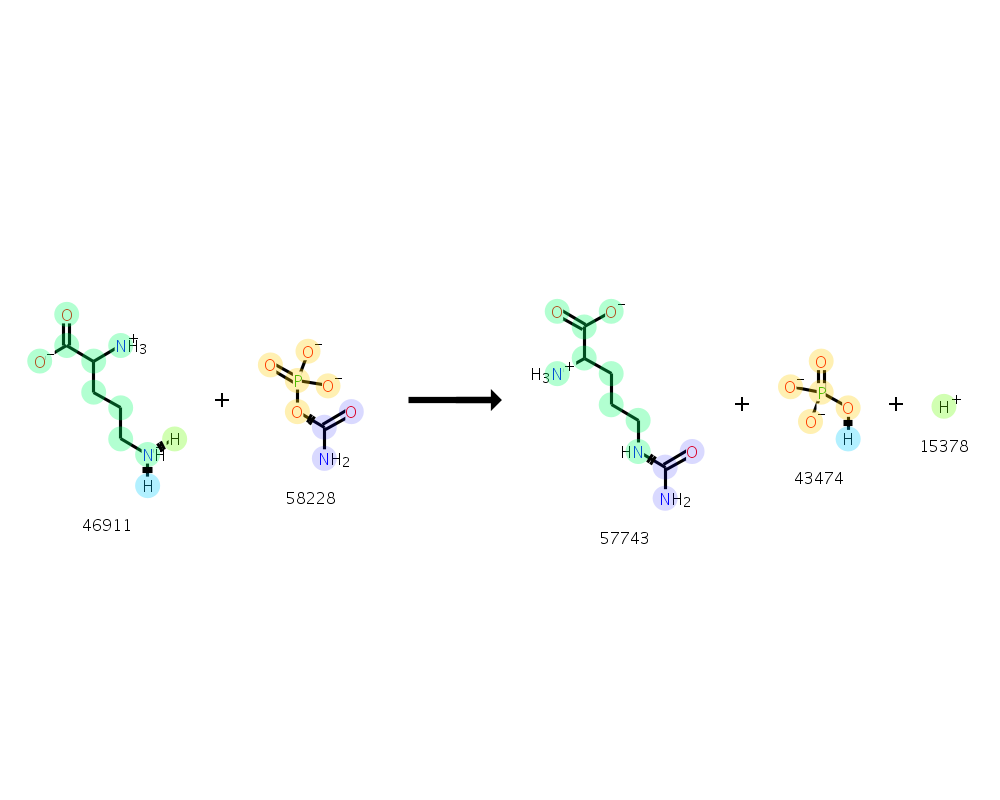 O
O⁻
NH₃⁺
NH
H
H
46911
+
O
O⁻
O⁻
P
O
O
NH₂
58228
O
O⁻
H₃N⁺
HN
O
NH₂
57743
+
O
O⁻
P
O⁻
O
H
43474
+
H⁺
15378